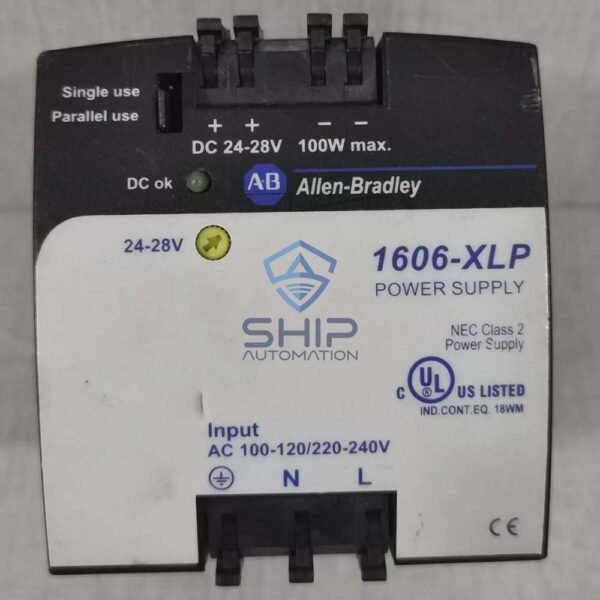 Single use
Parallel use
+ + − −
DC 24-28V 100W max.
DC ok
AB Allen-Bradley
24-28V
1606-XLP
POWER SUPPLY
SHIP
AUTOMATION
NEC Class 2
Power Supply
C UL US LISTED
IND.CONT.EQ. 18WM
Input
AC 100-120/220-240V
N L
CE